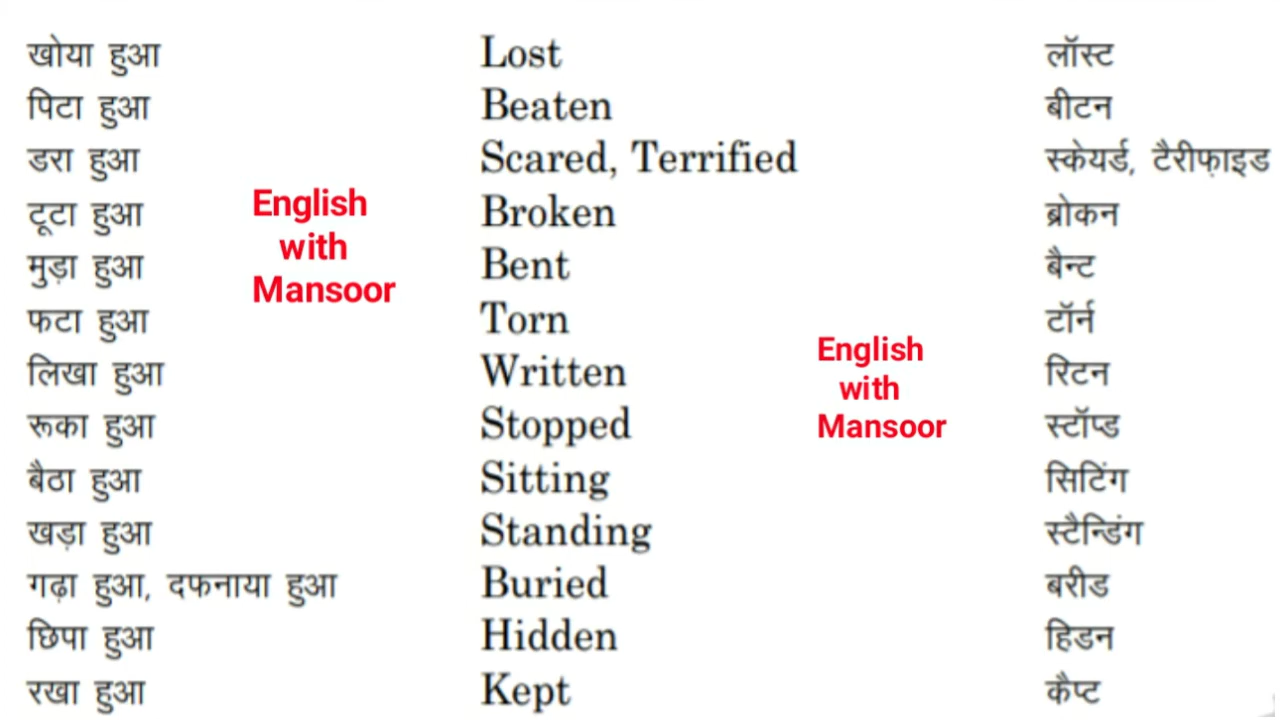 खोया हुआ Lost लॉस्ट
पिटा हुआ Beaten बीटन
डरा हुआ Scared, Terrified स्केयर्ड, टैरीफ़ाइड
English
टूटा हुआ Broken ब्रोकन
with
मुड़ा हुआ Bent बैन्ट
Mansoor
फटा हुआ Torn टॉर्न
English
लिखा हुआ Written रिटन
with
रूका हुआ Stopped स्टॉप्ड
Mansoor
बैठा हुआ Sitting सिटिंग
खड़ा हुआ Standing स्टैन्डिंग
गढ़ा हुआ, दफनाया हुआ Buried बरीड
छिपा हुआ Hidden हिडन
रखा हुआ Kept कैप्ट